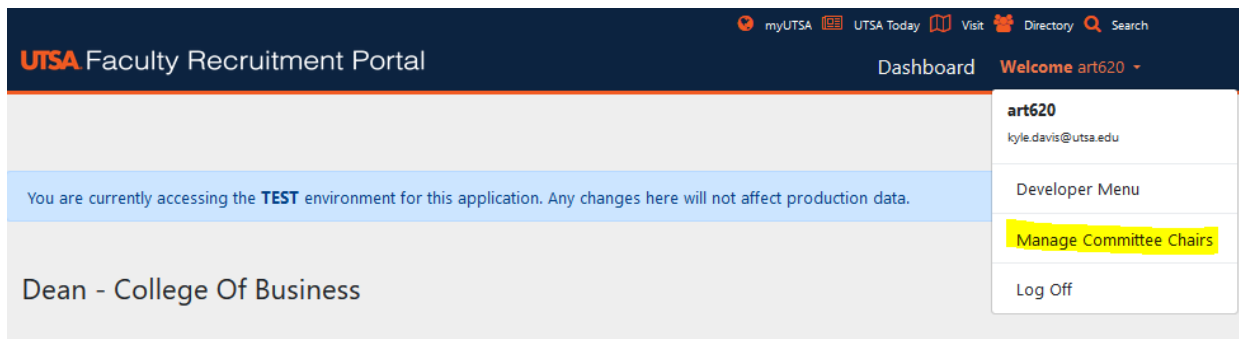 myUTSA UTSA Today Visit Directory Search
UTSA Faculty Recruitment Portal
Dashboard Welcome art620
art620
kyle.davis@utsa.edu
You are currently accessing the TEST environment for this application. Any changes here will not affect production data.
Developer Menu
Manage Committee Chairs
Dean - College Of Business
Log Off